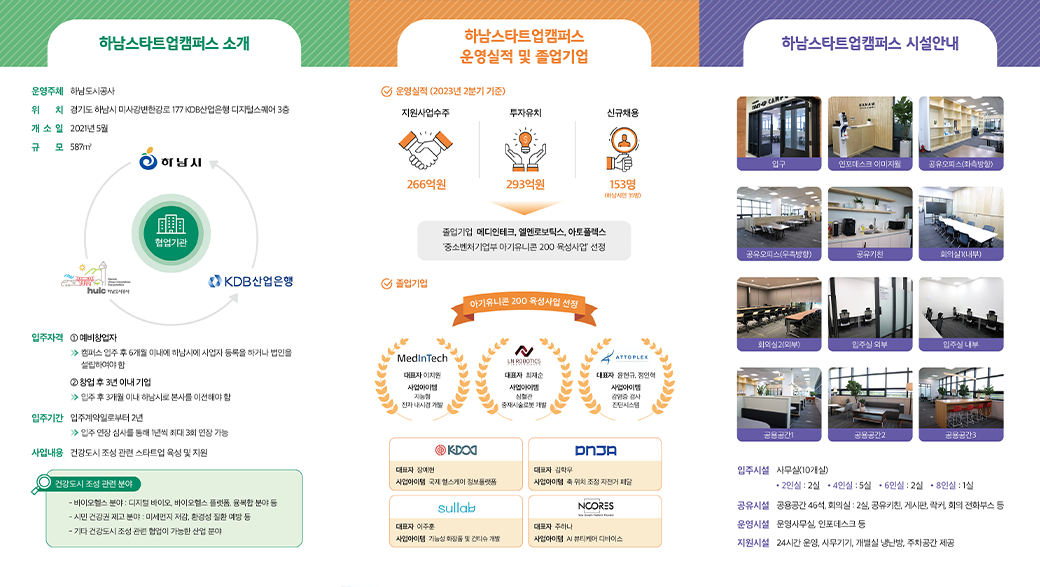 하남스타트업캠퍼스 소개
운영주체 하남도시공사
위 치 경기도 하남시 미사강변한강로 177 KDB산업은행 디지털스퀘어 3층
개 소 일 2021년 5월
규 모 587㎡
하남시
협업기관
huic 하남도시공사
KDB산업은행
입주자격 ① 예비창업자
캠퍼스 입주 후 6개월 이내에 하남시에 사업지 등록을 하거나 법인을
설립하여야 함
② 창업 후 3년 이내 기업
입주 후 3개월 이내 하남시로 본사를 이전해야 함
입주기간 입주계약일로부터 2년
입주 연장 심사를 통해 1년씩 최대 3회 연장 가능
사업내용 건강도시 조성 관련 스타트업 육성 및 지원
건강도시 조성 관련 분야
- 바이오헬스 분야 : 디지털 바이오, 바이오헬스 플랫폼, 융복합 분야 등
- 시민 건강권 제고 분야 : 미세먼지 저감, 환경성 질환 예방 등
- 기타 건강도시 조성 관련 협업이 가능한 산업 분야
하남스타트업캠퍼스
운영실적 및 졸업기업
운영실적 (2023년 2분기 기준)
지원사업수주 투자유치 신규채용
266억원 293억원 153명
졸업기업 메디인테크, 엘엔로보틱스, 아토플렉스
'중소벤처기업부 아기유니콘 200 육성사업' 선정
졸업기업
아기유니콘 200 육성사업 선정
MedInTech
대표자 이치원
사업아이템
지능형
전자 내시경 개발
LN ROBOTICS
대표자 최재순
사업아이템
심혈관
중재시술로봇 개발
ATTOPLEX
대표자 윤현규, 정인혁
사업아이템
감염증 검사
진단시스템
KDCA
대표자 장예현
사업아이템 국제 헬스케어 정보플랫폼
DNJA
대표자 김학무
사업아이템 축 위치 조정 자전거 페달
sullab
대표자 이주훈
사업아이템 기능성 화장품 및 건티슈 개발
NCORES
대표자 주하나
사업아이템 AI 뷰티케어 디바이스
하남스타트업캠퍼스 시설안내
입구
인포데스크 이미지월
공유오피스(좌측방향)
공유오피스(우측방향)
공유키친
회의실1(내부)
회의실2(외부)
입주실 외부
입주실 내부
공용공간1
공용공간2
공용공간3
입주시설 사무실(10개실)
• 2인실 : 2실 • 4인실 : 5실 • 6인실 : 2실 • 8인실 : 1실
공유시설 공용공간 46석, 회의실 : 2실, 공유키친, 게시판, 락커, 회의 전화부스 등
운영시설 운영사무실, 인포데스크 등
지원시설 24시간 운영, 사무기기, 개별실 냉난방, 주차공간 제공